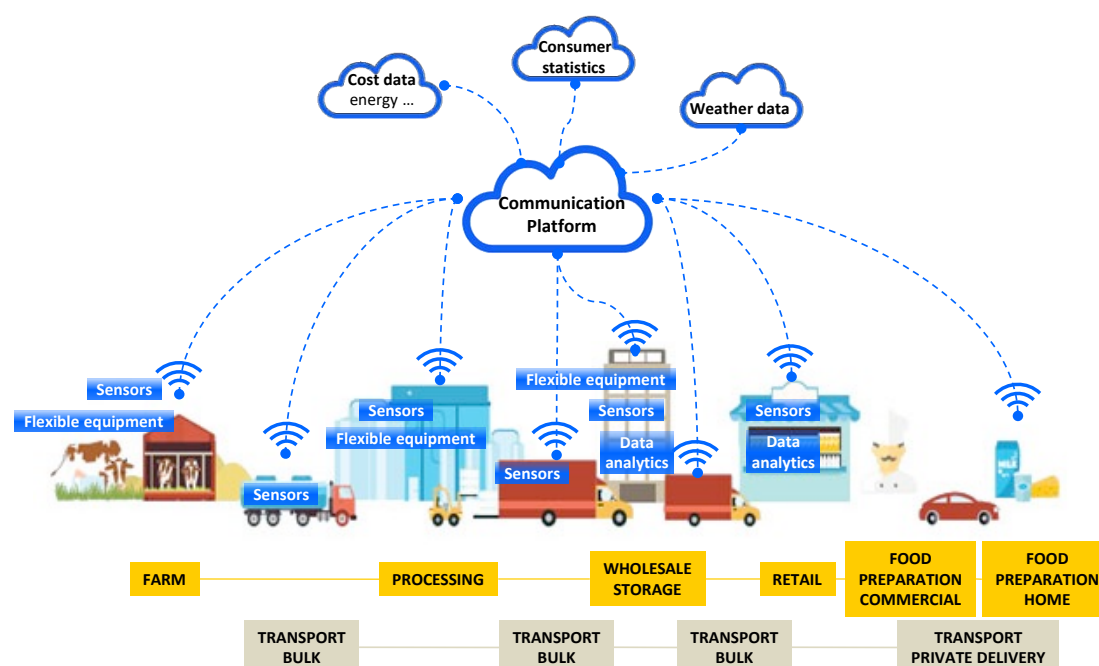 Consumer
statistics
Cost data
energy ...
Weather data
Communication
Platform
Sensors
Flexible equipment
Sensors
Sensors
Flexible equipment
Sensors
Flexible equipment
Sensors
Data
analytics
Sensors
Data
analytics
MILK
FARM
PROCESSING
WHOLESALE
STORAGE
RETAIL
FOOD
PREPARATION
COMMERCIAL
FOOD
PREPARATION
HOME
TRANSPORT
BULK
TRANSPORT
BULK
TRANSPORT
BULK
TRANSPORT
PRIVATE DELIVERY